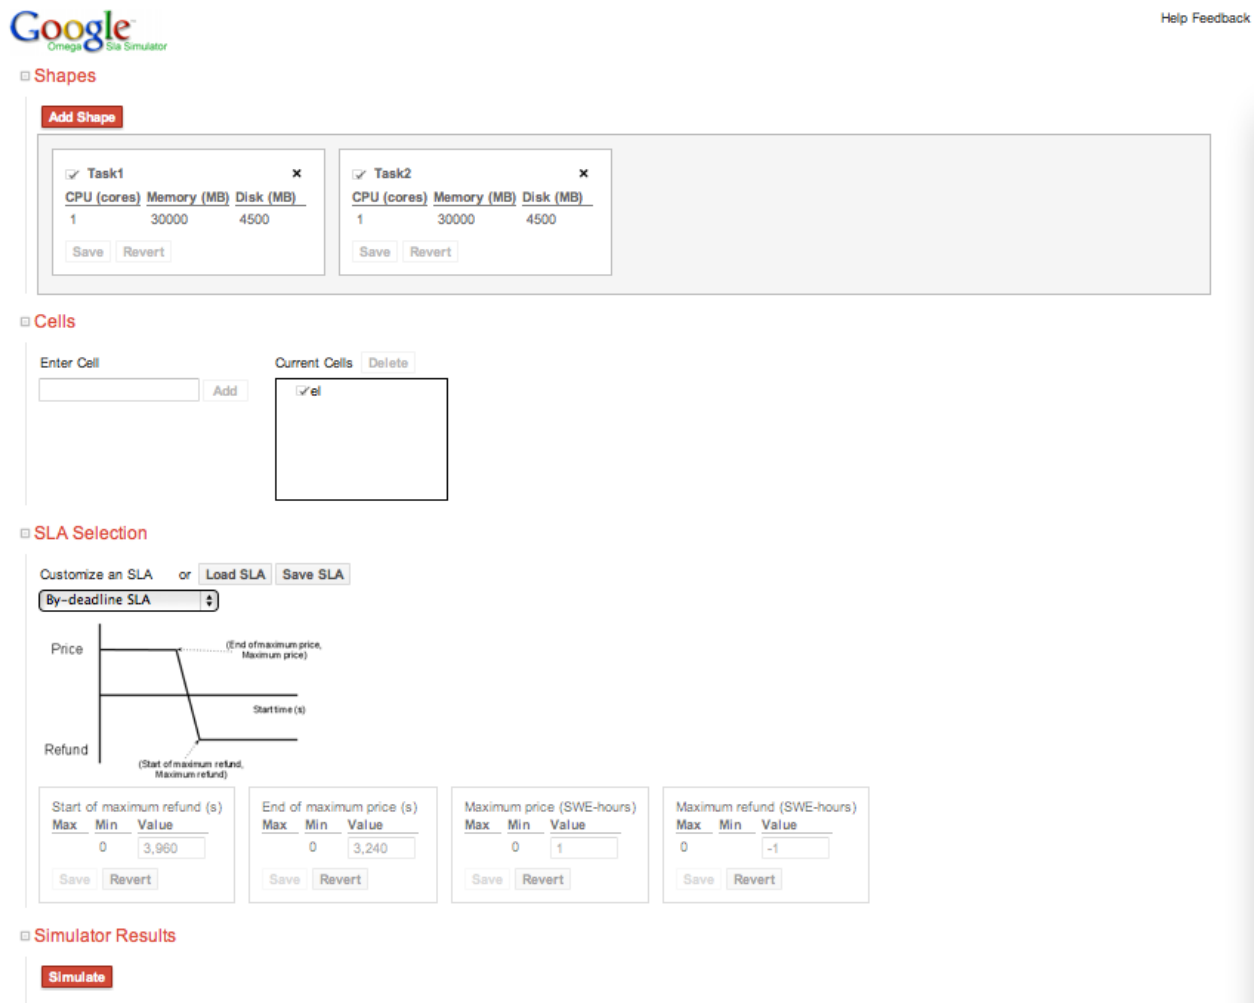 Help Feedback
Google
Omega Sla Simulator
Shapes
Add Shape
Task1 x Task2 x
CPU (cores) Memory (MB) Disk (MB) CPU (cores) Memory (MB) Disk (MB)
1 30000 4500 1 30000 4500
Save Revert Save Revert
Cells
Enter Cell Current Cells Delete
Add el
SLA Selection
Customize an SLA or Load SLA Save SLA
By-deadline SLA
Price
(End of maximum price,
Maximum price)
Start time (s)
Refund
(Start of maximum refund,
Maximum refund)
Start of maximum refund (s) End of maximum price (s) Maximum price (SWE-hours) Maximum refund (SWE-hours)
Max Min Value Max Min Value Max Min Value Max Min Value
0 3,960 0 3,240 0 1 0 -1
Save Revert Save Revert Save Revert Save Revert
Simulator Results
Simulate